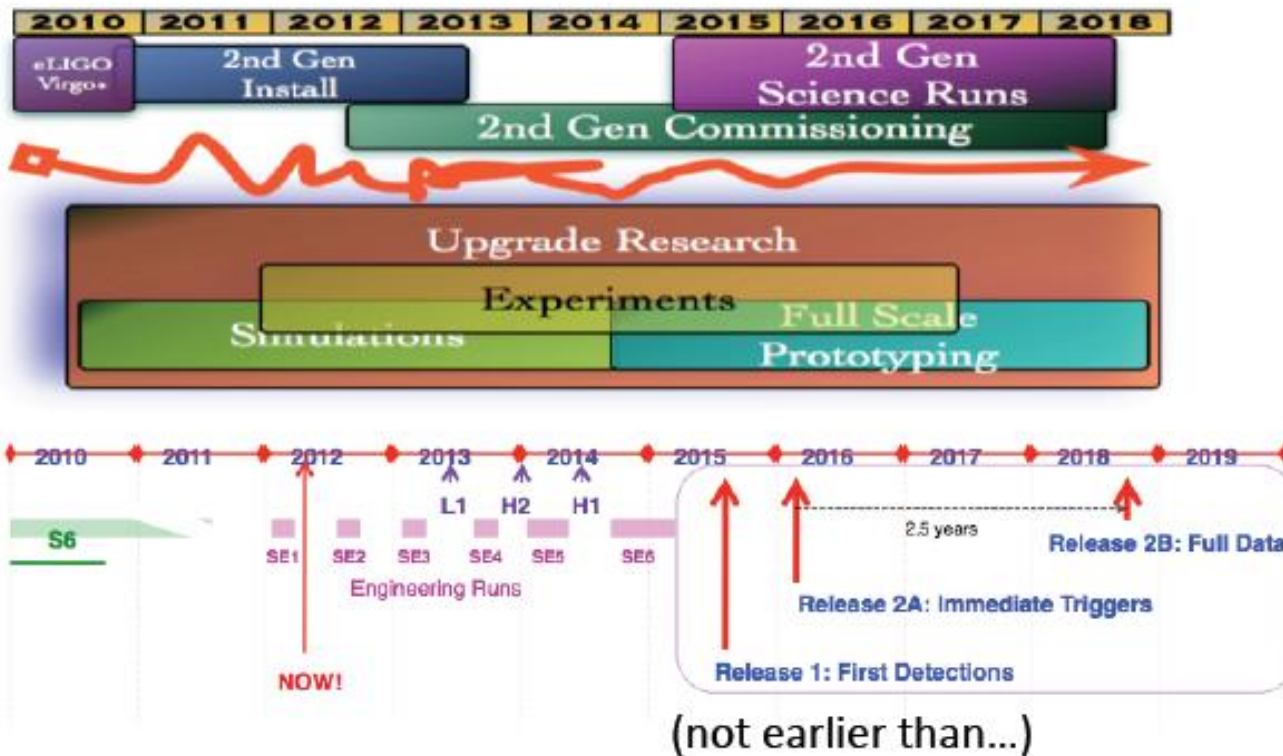 2010 2011 2012 2013 2014 2015 2016 2017 2018
eLIGO
Virgo+
2nd Gen
Install
2nd Gen
Science Runs
2nd Gen Commissioning
Upgrade Research
Experiments
Simulations
Full Scale
Prototyping
2010 2011 2012 2013 2014 2015 2016 2017 2018 2019
L1 H2 H1
S6
SE1 SE2 SE3 SE4 SE5 SE6
Engineering Runs
2.5 years
Release 2B: Full Data
Release 2A: Immediate Triggers
Release 1: First Detections
NOW!
(not earlier than...)